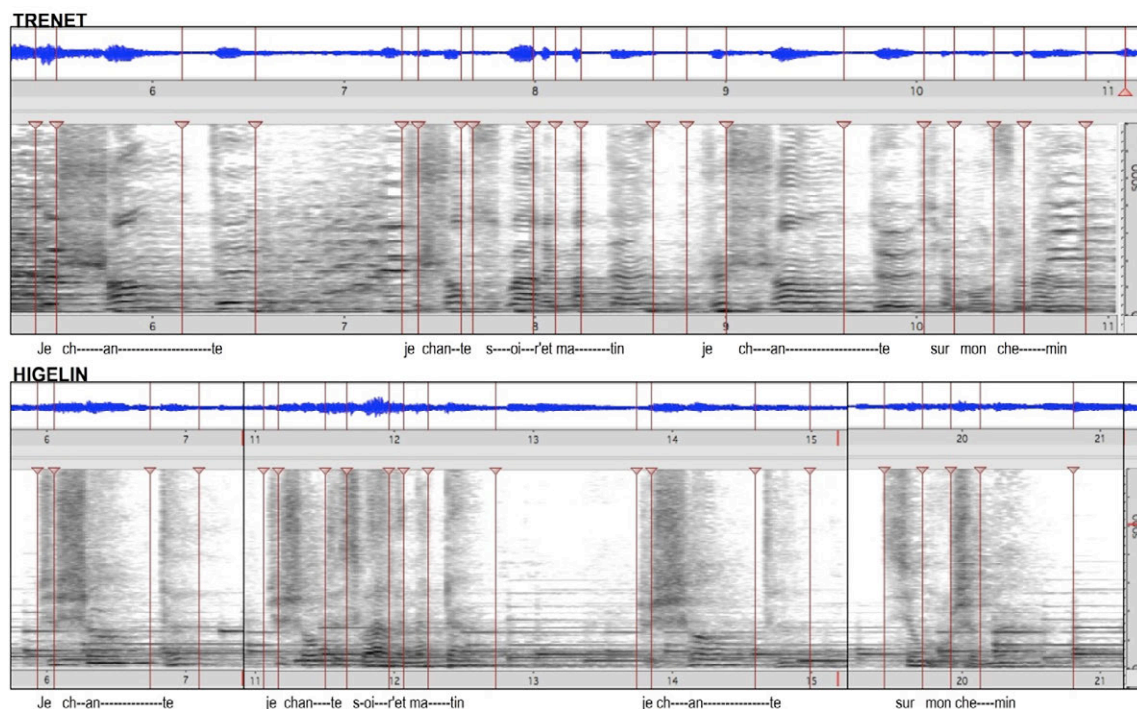 TRENET
6 7 8 9 10 11
6 7 8 9 10 11
Je ch----an--------------------te je chan--te s----oi---r'et ma-------tin je ch---an--------------------te sur mon che-----min
HIGELIN
6 7 11 12 13 14 15 20 21
6 7 11 12 13 14 15 20 21
Je ch--an-------------te je chan---te s-oi---r'et ma----tin je ch---an--------------te sur mon che---min